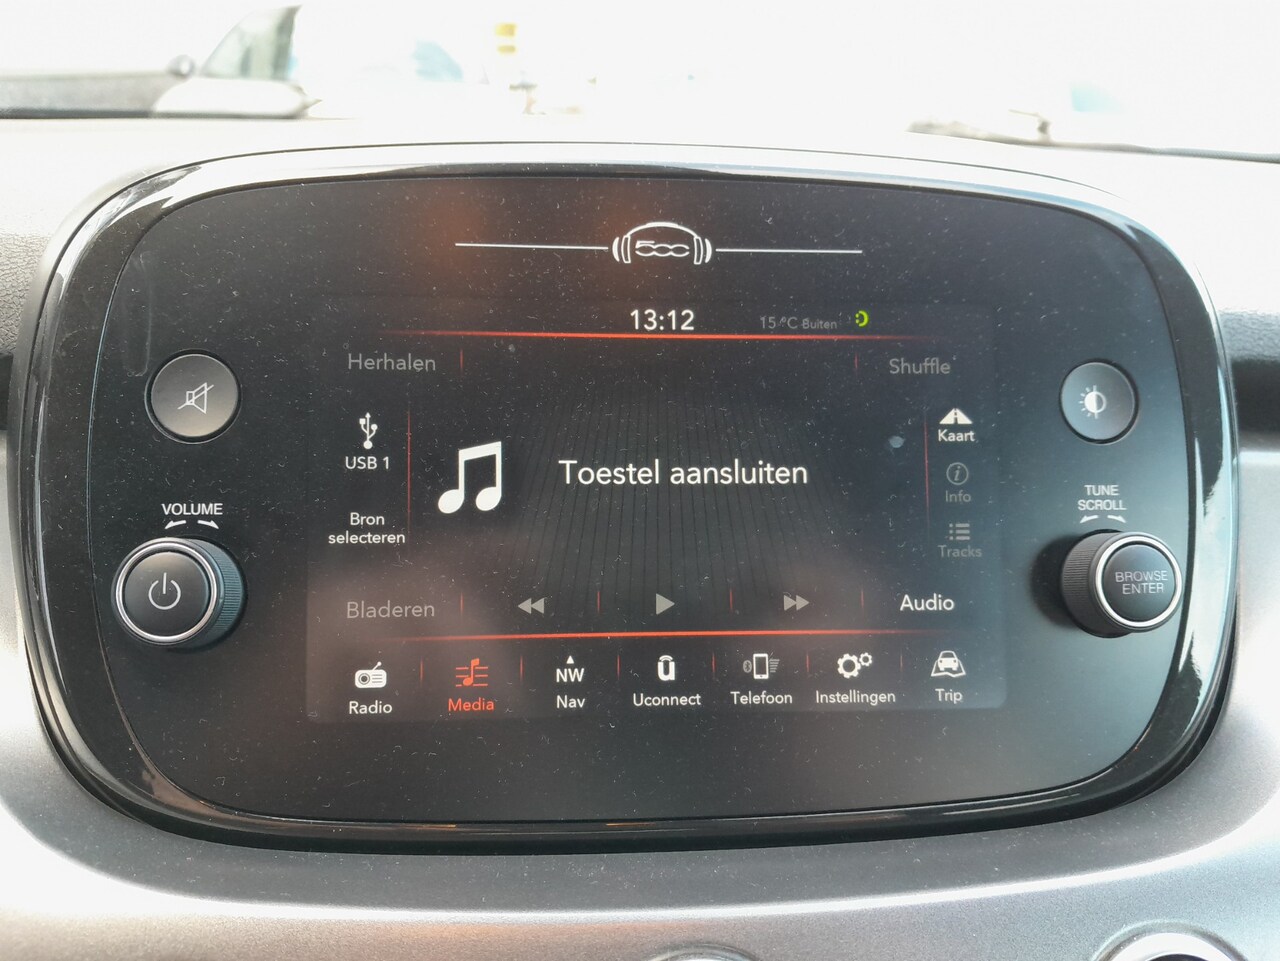 500
13:12
15 °C Buiten
Herhalen
Shuffle
USB 1
Toestel aansluiten
Kaart
Info
Bron
selecteren
Tracks
VOLUME
TUNE
SCROLL
BROWSE
ENTER
Bladeren
Audio
NW
Radio
Media
Nav
Uconnect
Telefoon
Instellingen
Trip